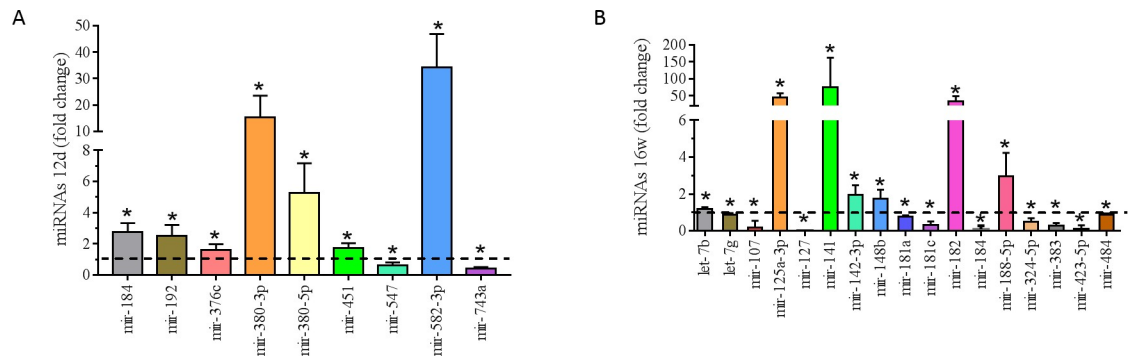 A
miRNAs 12d (fold change)
50
40
30
20
10
8
6
4
2
0
* * * * * * * * *
mir-184
mir-192
mir-376c
mir-380-3p
mir-380-5p
mir-451
mir-547
mir-582-3p
mir-743a
B
miRNAs 16w (fold change)
200
150
100
50
6
4
2
0
* * * * * * * * * * * * * * * * *
let-7b
let-7g
mir-107
mir-125a-3p
mir-127
mir-141
mir-142-3p
mir-148b
mir-181a
mir-181c
mir-182
mir-184
mir-188-5p
mir-324-5p
mir-383
mir-423-5p
mir-484